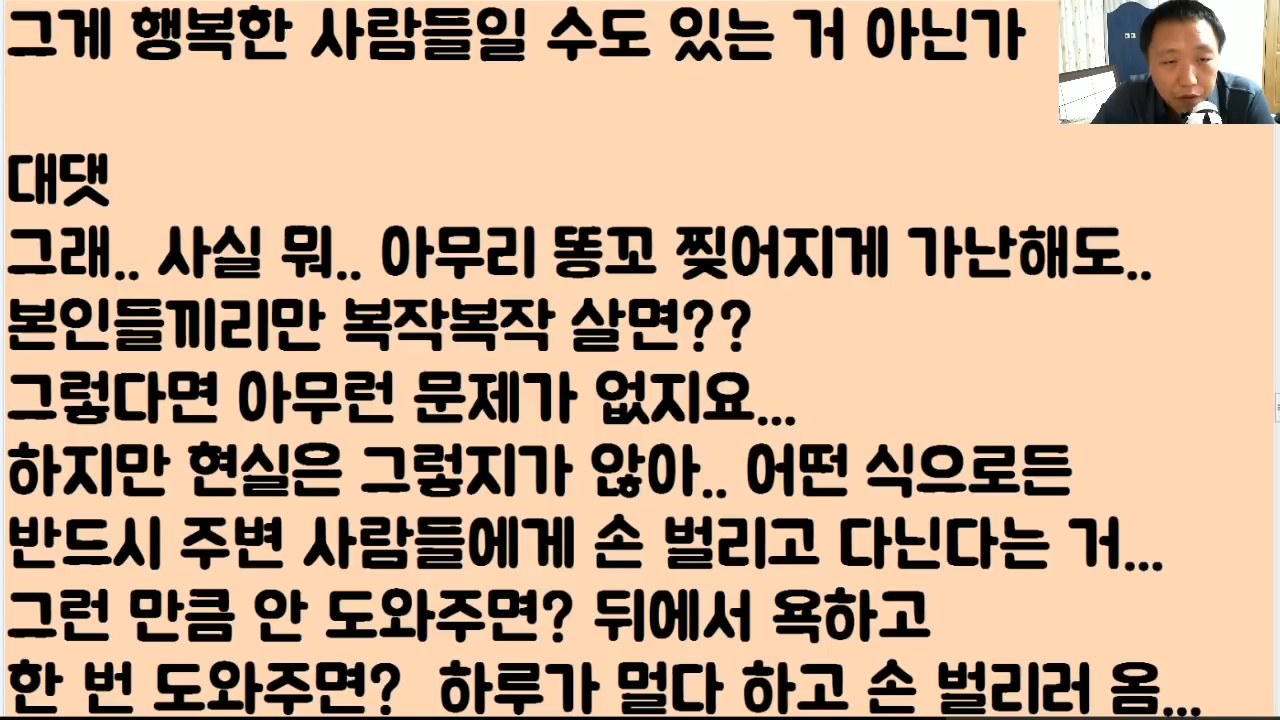 그게 행복한 사람들일 수도 있는 거 아닌가
대댓
그래.. 사실 뭐.. 아무리 똥꼬 찢어지게 가난해도..
본인들끼리만 복작복작 살면??
그렇다면 아무런 문제가 없지요...
하지만 현실은 그렇지가 않아.. 어떤 식으로든
반드시 주변 사람들에게 손 벌리고 다닌다는 거...
그런 만큼 안 도와주면? 뒤에서 욕하고
한 번 도와주면? 하루가 멀다 하고 손 벌리러 옴...